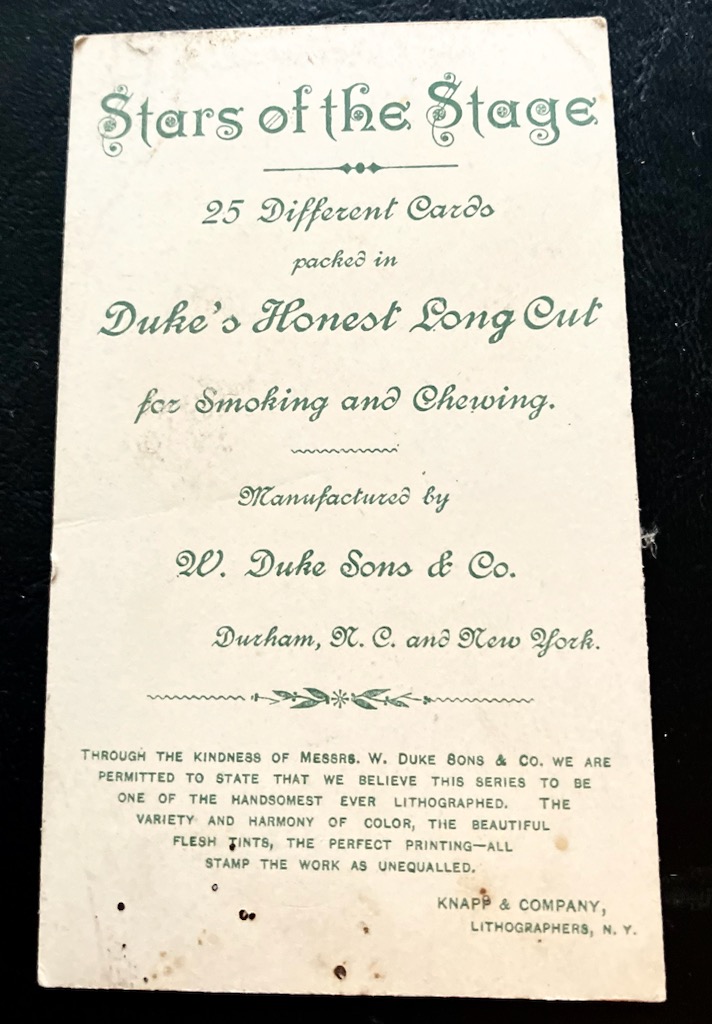 Stars of the Stage
25 Different Cards
packed in
Duke's Honest Long Cut
for Smoking and Chewing.
Manufactured by
W. Duke Sons & Co.
Durham, N. C. and New York.
THROUGH THE KINDNESS OF MESSRS. W. DUKE SONS & CO. WE ARE
PERMITTED TO STATE THAT WE BELIEVE THIS SERIES TO BE
ONE OF THE HANDSOMEST EVER LITHOGRAPHED. THE
VARIETY AND HARMONY OF COLOR, THE BEAUTIFUL
FLESH TINTS, THE PERFECT PRINTING—ALL
STAMP THE WORK AS UNEQUALLED.
KNAPP & COMPANY,
LITHOGRAPHERS, N. Y.